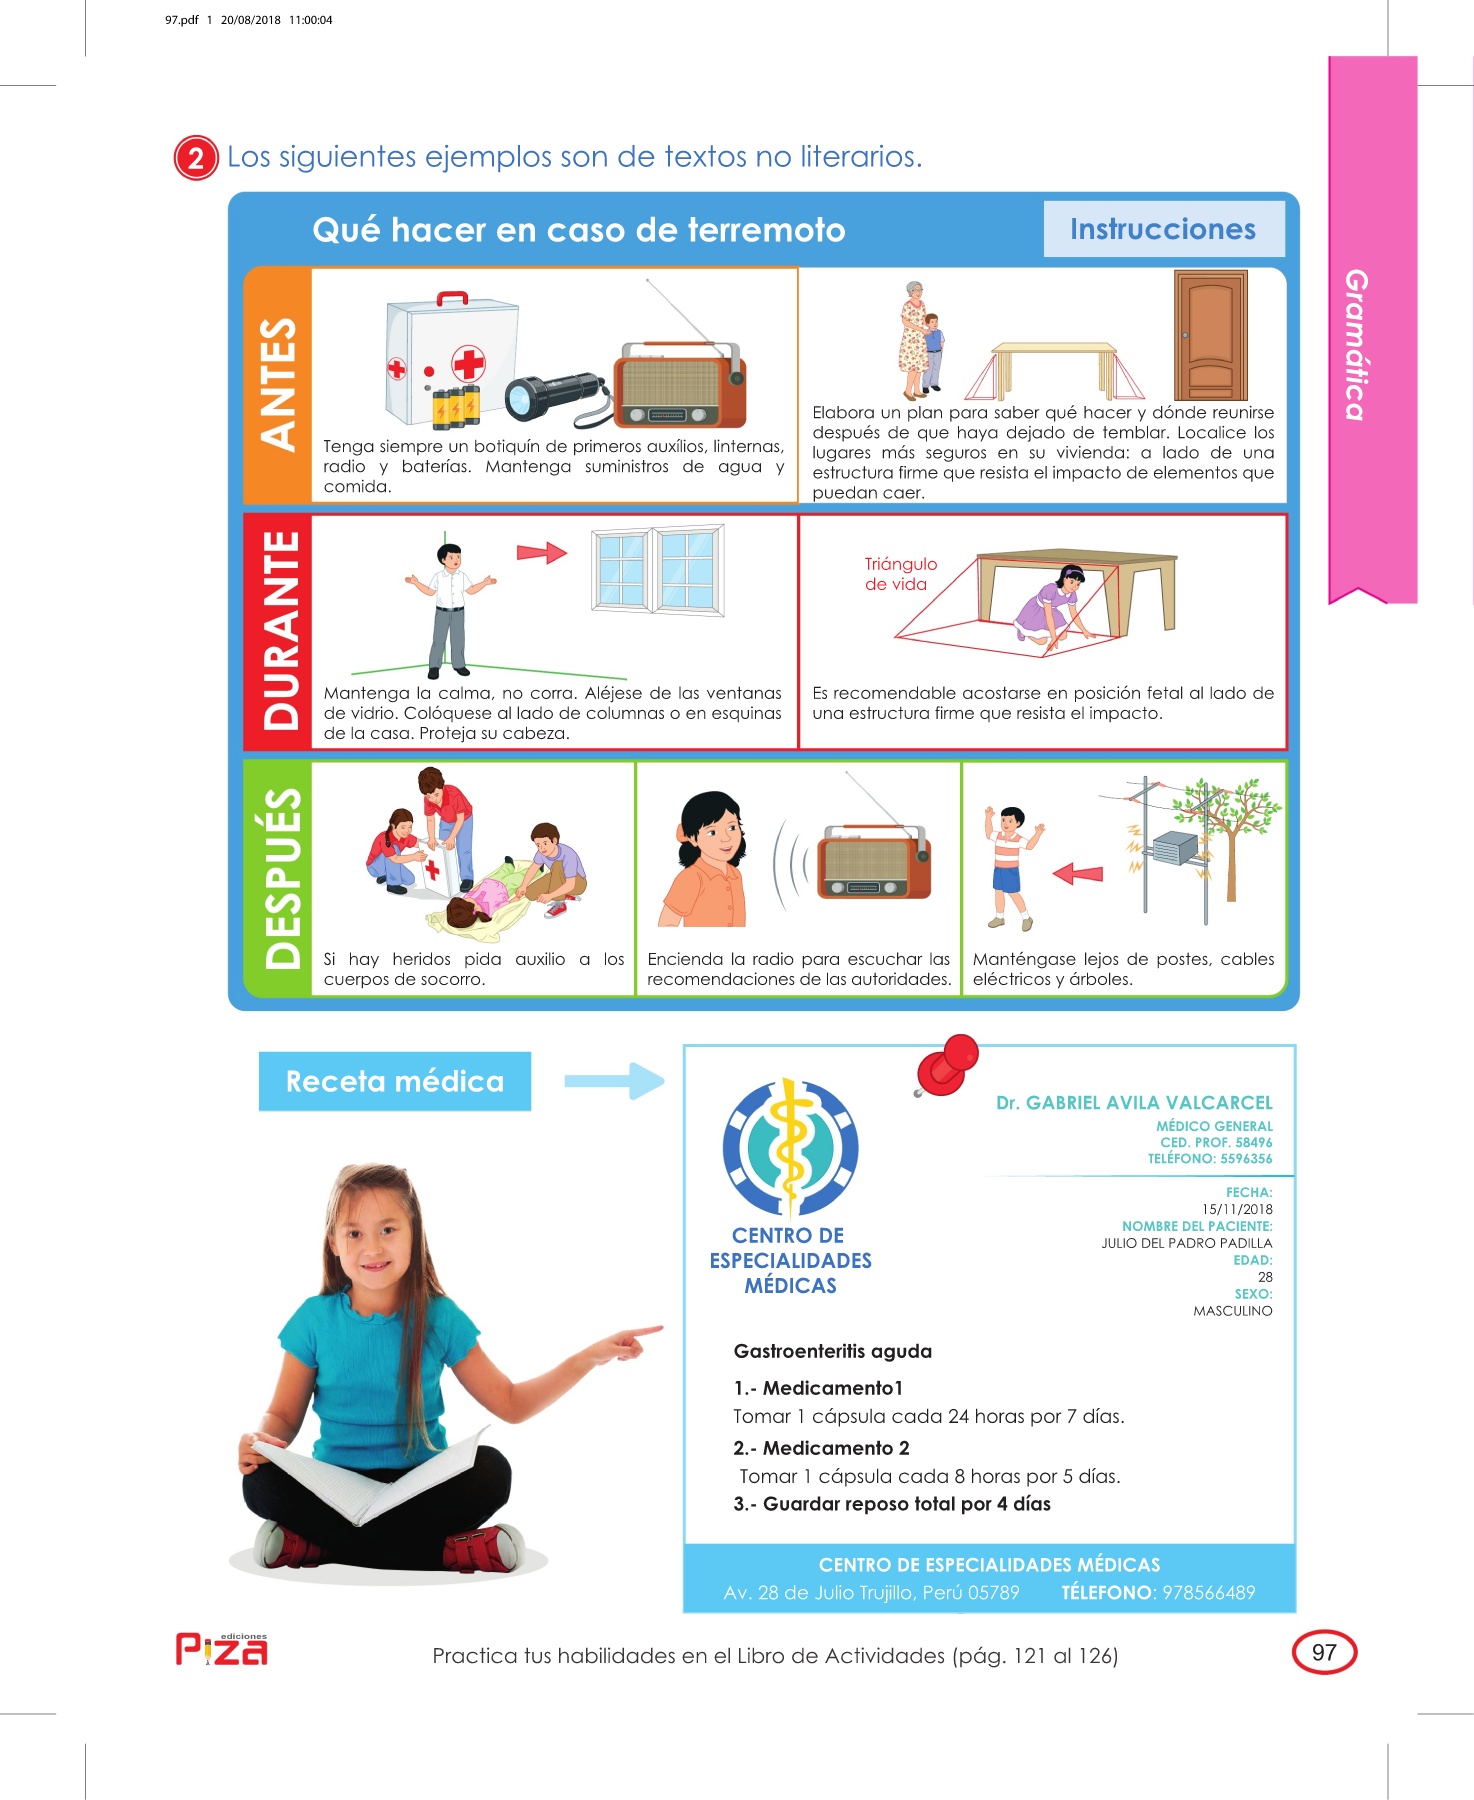 97.pdf 1 20/08/2018 11:00:04
2 Los siguientes ejemplos son de textos no literarios.
Qué hacer en caso de terremoto
Instrucciones
Gramática
ANTES
Tenga siempre un botiquín de primeros auxílios, linternas,
radio y baterías. Mantenga suministros de agua y
comida.
Elabora un plan para saber qué hacer y dónde reunirse
después de que haya dejado de temblar. Localice los
lugares más seguros en su vivienda: a lado de una
estructura firme que resista el impacto de elementos que
puedan caer.
DURANTE
Mantenga la calma, no corra. Aléjese de las ventanas
de vidrio. Colóquese al lado de columnas o en esquinas
de la casa. Proteja su cabeza.
Triángulo
de vida
Es recomendable acostarse en posición fetal al lado de
una estructura firme que resista el impacto.
DESPUÉS
Si hay heridos pida auxilio a los
cuerpos de socorro.
Encienda la radio para escuchar las
recomendaciones de las autoridades.
Manténgase lejos de postes, cables
eléctricos y árboles.
Receta médica
CENTRO DE
ESPECIALIDADES
MÉDICAS
Dr. GABRIEL AVILA VALCARCEL
MÉDICO GENERAL
CED. PROF. 58496
TELÉFONO: 5596356
FECHA:
15/11/2018
NOMBRE DEL PACIENTE:
JULIO DEL PADRO PADILLA
EDAD:
28
SEXO:
MASCULINO
Gastroenteritis aguda
1.- Medicamento1
Tomar 1 cápsula cada 24 horas por 7 días.
2.- Medicamento 2
Tomar 1 cápsula cada 8 horas por 5 días.
3.- Guardar reposo total por 4 días
CENTRO DE ESPECIALIDADES MÉDICAS
Av. 28 de Julio Trujillo, Perú 05789 TÉLEFONO: 978566489
ediciones
Piza
Practica tus habilidades en el Libro de Actividades (pág. 121 al 126)
97